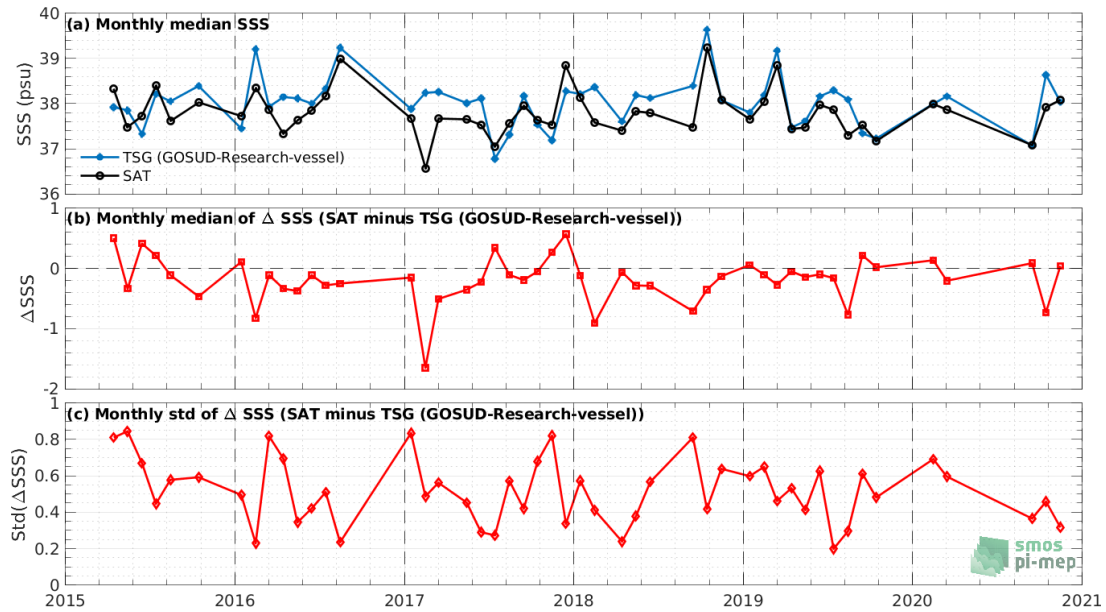 (a) Monthly median SSS
40
39
38
37
36
SSS (psu)
TSG (GOSUD-Research-vessel)
SAT
(b) Monthly median of Δ SSS (SAT minus TSG (GOSUD-Research-vessel))
1
0
-1
-2
ΔSSS
(c) Monthly std of Δ SSS (SAT minus TSG (GOSUD-Research-vessel))
1
0.8
0.6
0.4
0.2
0
Std(ΔSSS)
smos
pi-mep
2015 2016 2017 2018 2019 2020 2021